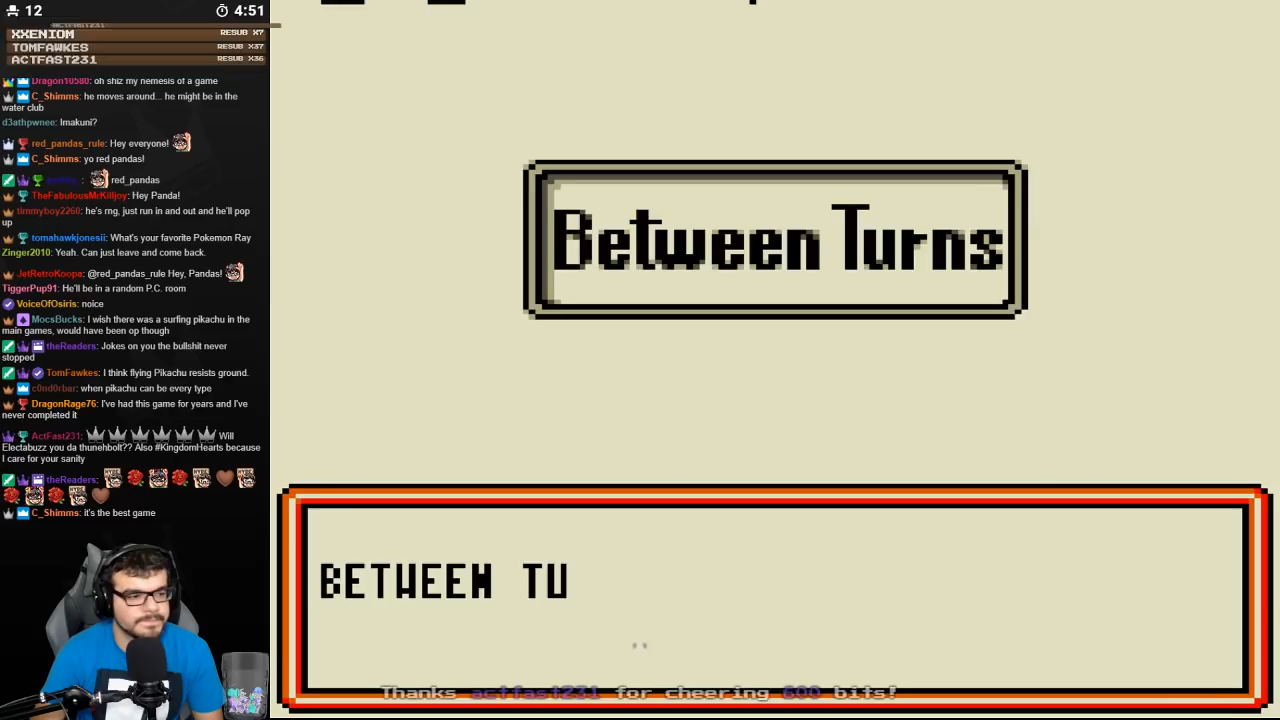 12 4:51
XXENIOM RESUB X7
TOMFAWKES RESUB X37
ACTFAST231 RESUB X36
Dragon10580: oh shiz my nemesis of a game
C_Shimms: he moves around... he might be in the
water club
d3athpwnee: Imakuni?
red_pandas_rule: Hey everyone!
C_Shimms: yo red pandas!
: red_pandas
TheFabulousMrKilljoy: Hey Panda!
timmyboy2260: he's rng, just run in and out and he'll pop
up
tomahawkjonesii: What's your favorite Pokemon Ray
Zinger2010: Yeah. Can just leave and come back.
JetRetroKoopa: @red_pandas_rule Hey, Pandas!
TiggerPup91: He'll be in a random P.C. room
VoiceOfOsiris: noice
MocsBucks: I wish there was a surfing pikachu in the
main games, would have been op though
theReaders: Jokes on you the bullshit never
stopped
TomFawkes: I think flying Pikachu resists ground.
c0nd0rbar: when pikachu can be every type
DragonRage76: I've had this game for years and I've
never completed it
ActFast231: Will
Electabuzz you da thunehbolt?? Also #KingdomHearts because
I care for your sanity
theReaders:
C_Shimms: it's the best game
Between Turns
BETWEEN TU
Thanks actfast231 for cheering 600 bits!